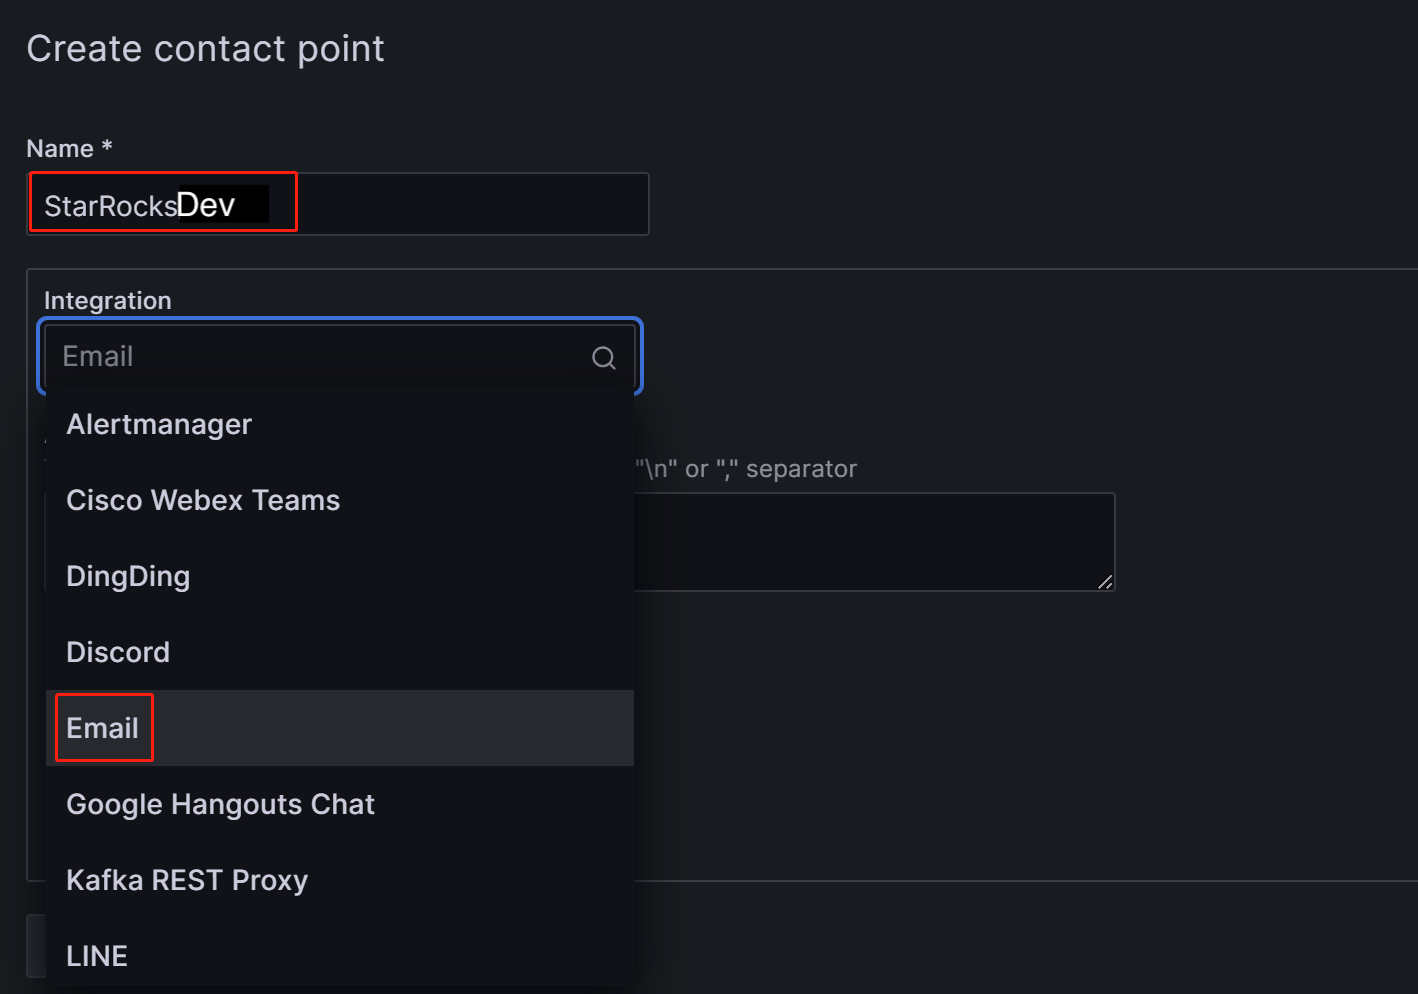 Create contact point
Name *
StarRocksDev
Integration
Email
Alertmanager
"\n" or "," separator
Cisco Webex Teams
DingDing
Discord
Email
Google Hangouts Chat
Kafka REST Proxy
LINE